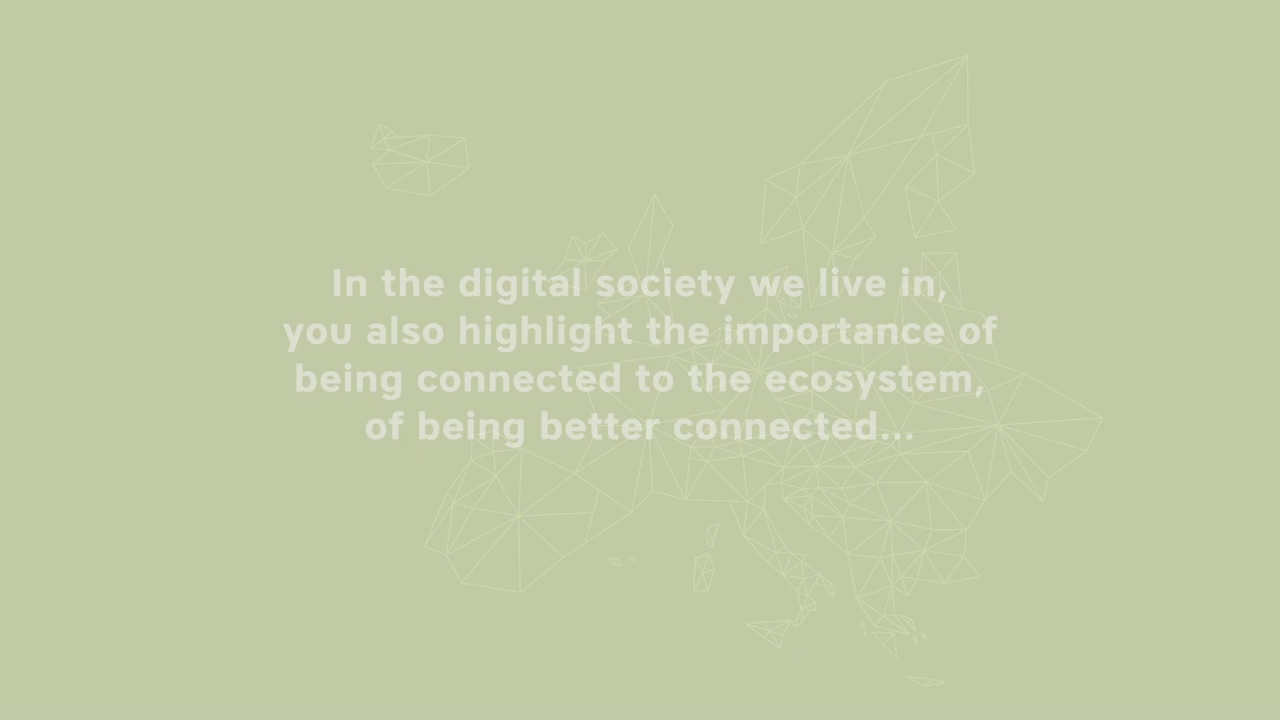 In the digital society we live in,
you also highlight the importance of
being connected to the ecosystem,
of being better connected...